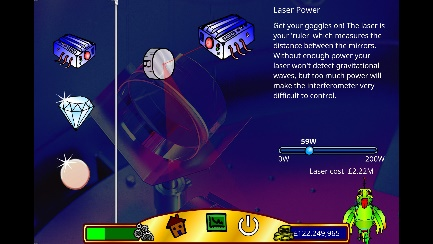 Laser Power
Get your goggles on! The laser is
your 'ruler' which measures the
distance between the mirrors.
Without enough power your
laser won't detect gravitational
waves, but too much power will
make the interferometer very
difficult to control.
59W
0W 200W
Laser cost £2.22M
£122,249,965